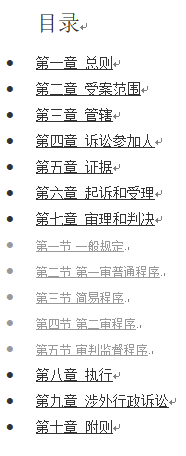 目录
第一章 总则
第二章 受案范围
第三章 管辖
第四章 诉讼参加人
第五章 证据
第六章 起诉和受理
第七章 审理和判决
第一节 一般规定
第二节 第一审普通程序
第三节 简易程序
第四节 第二审程序
第五节 审判监督程序
第八章 执行
第九章 涉外行政诉讼
第十章 附则